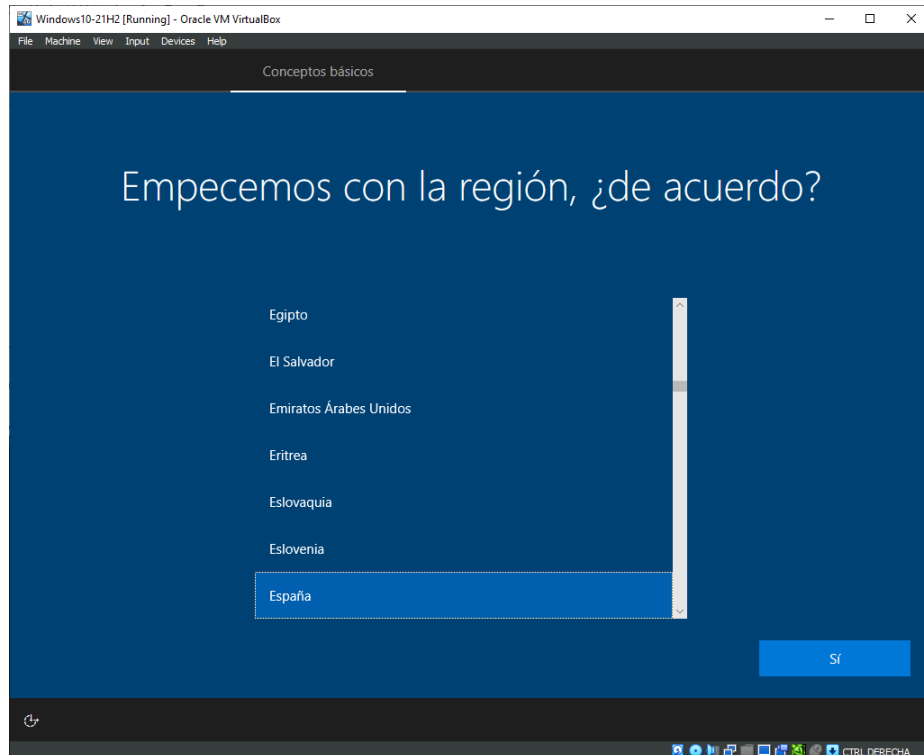 Windows10-21H2 [Running] - Oracle VM VirtualBox
File Machine View Input Devices Help
Conceptos básicos
Empecemos con la región, ¿de acuerdo?
Egipto
El Salvador
Emiratos Árabes Unidos
Eritrea
Eslovaquia
Eslovenia
España
Sí
CTRL DERECHA